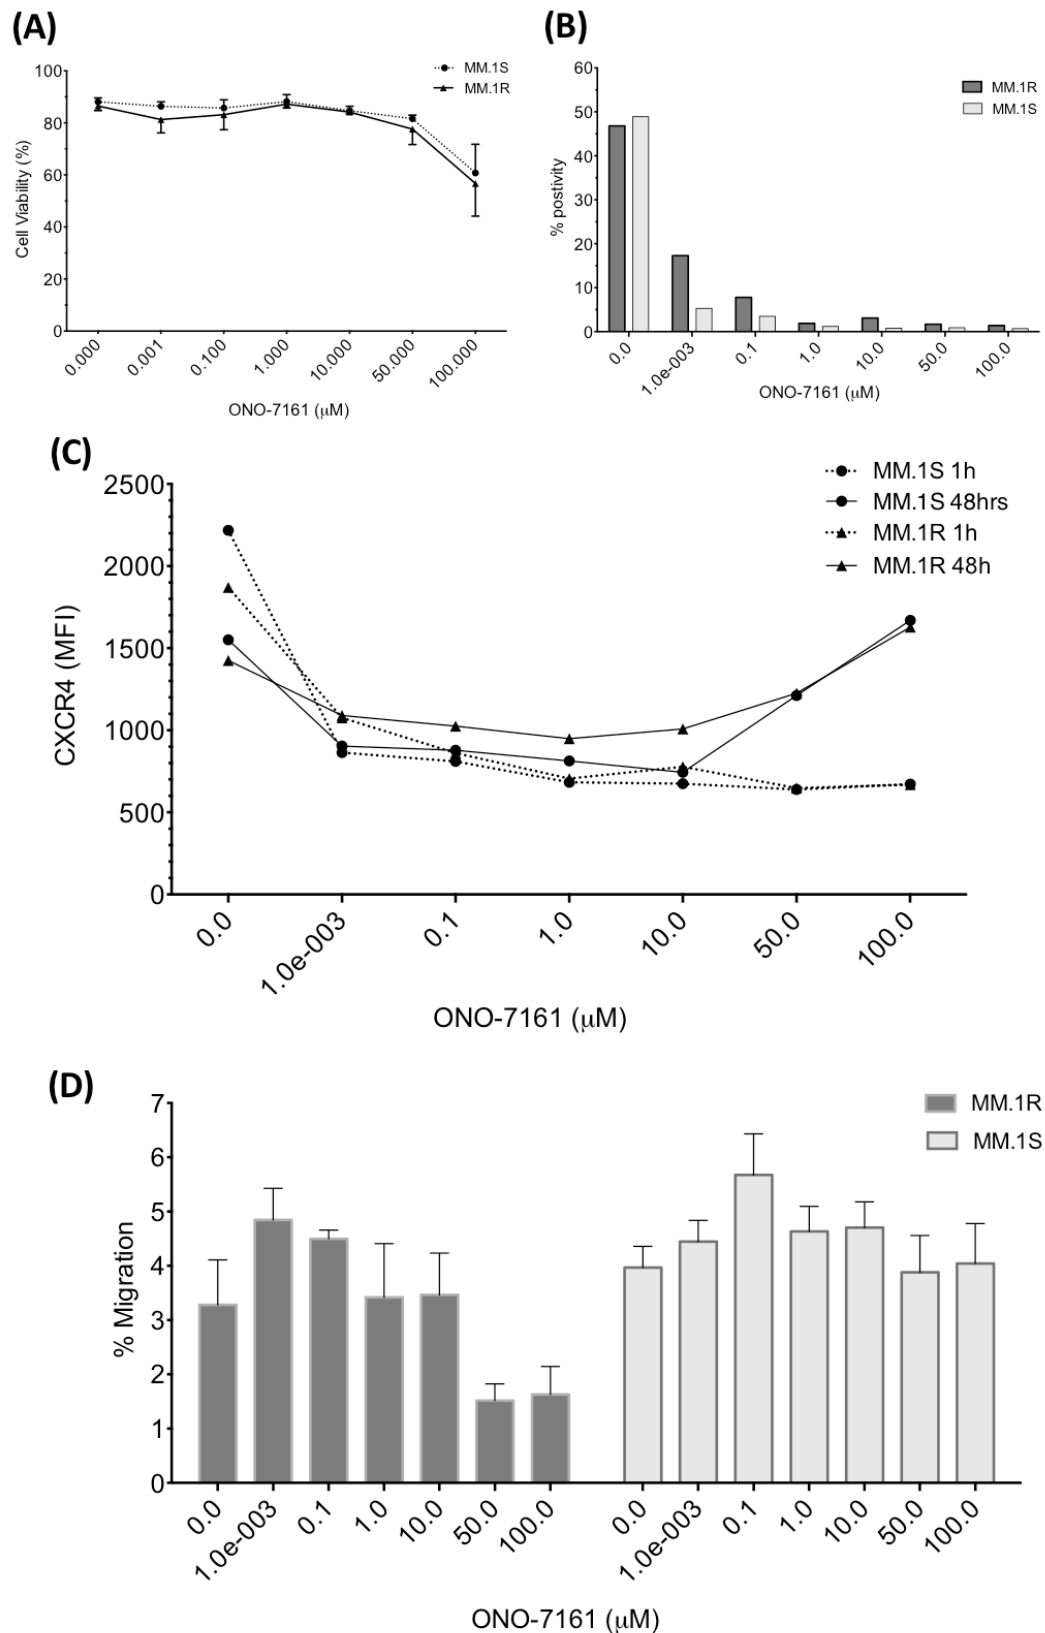 (A)
100
80
60
40
20
0
Cell Viability (%)
MM.1S
MM.1R
0.000
0.001
0.100
1.000
10.000
50.000
100.000
ONO-7161 (μM)
(B)
60
50
40
30
20
10
0
% postivity
MM.1R
MM.1S
0.0
1.0e-003
0.1
1.0
10.0
50.0
100.0
ONO-7161 (μM)
(C)
2500
2000
1500
1000
500
0
CXCR4 (MFI)
MM.1S 1h
MM.1S 48hrs
MM.1R 1h
MM.1R 48h
0.0
1.0e-003
0.1
1.0
10.0
50.0
100.0
ONO-7161 (μM)
(D)
7
6
5
4
3
2
1
0
% Migration
MM.1R
MM.1S
0.0
1.0e-003
0.1
1.0
10.0
50.0
100.0
0.0
1.0e-003
0.1
1.0
10.0
50.0
100.0
ONO-7161 (μM)